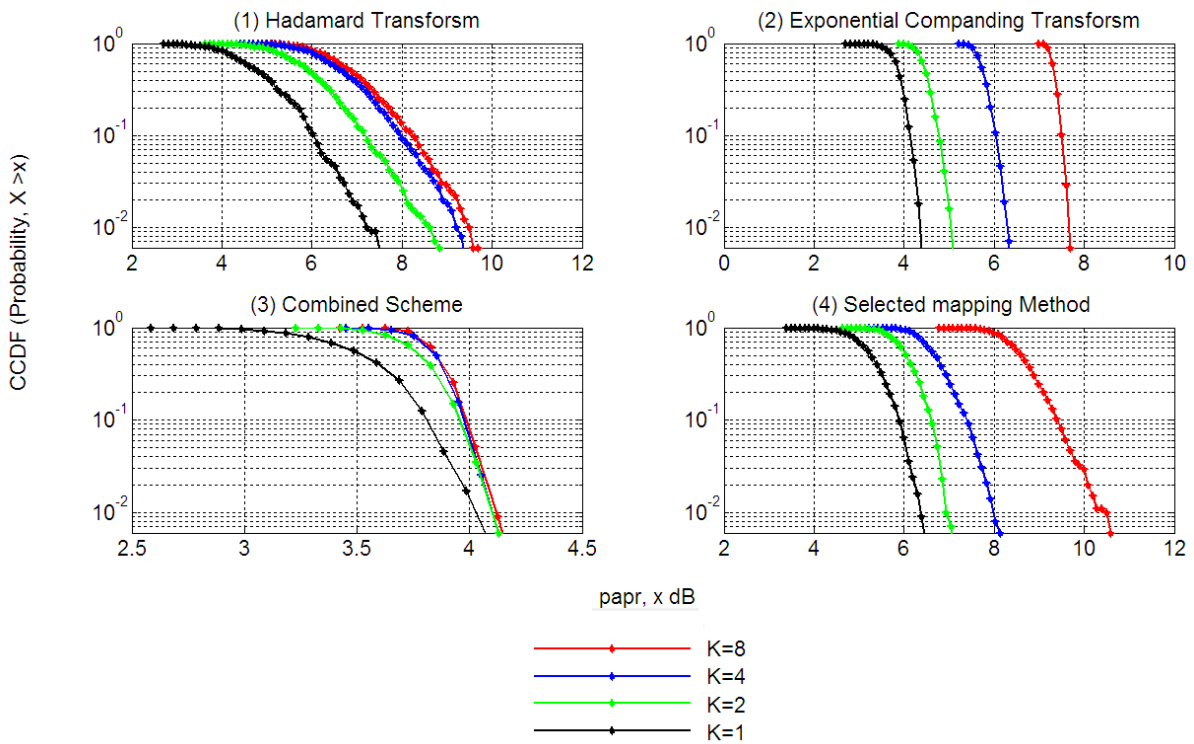 (1) Hadamard Transforsm
(2) Exponential Companding Transforsm
CCDF (Probability, X >x)
10^0
10^-1
10^-2
2 4 6 8 10 12
10^0
10^-1
10^-2
0 2 4 6 8 10
(3) Combined Scheme
(4) Selected mapping Method
10^0
10^-1
10^-2
2.5 3 3.5 4 4.5
10^0
10^-1
10^-2
2 4 6 8 10 12
papr, x dB
K=8
K=4
K=2
K=1